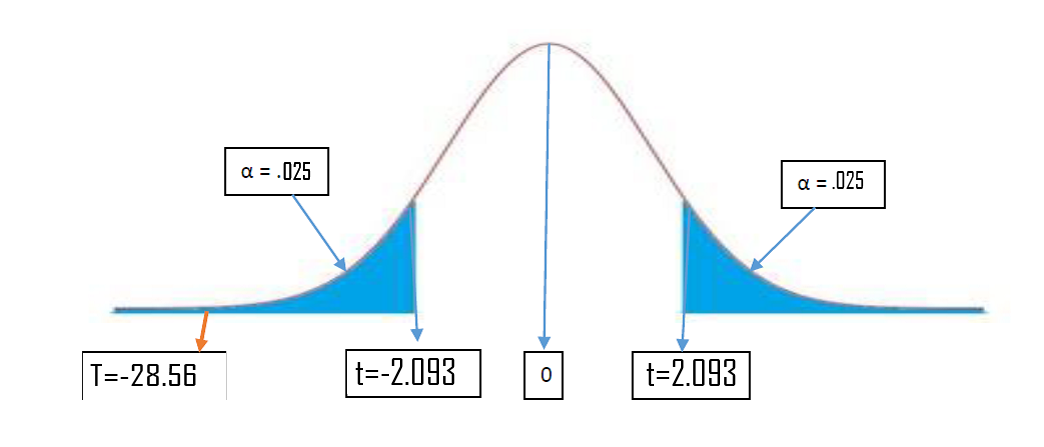 α = .025
α = .025
T=-28.56
t=-2.093
0
t=2.093